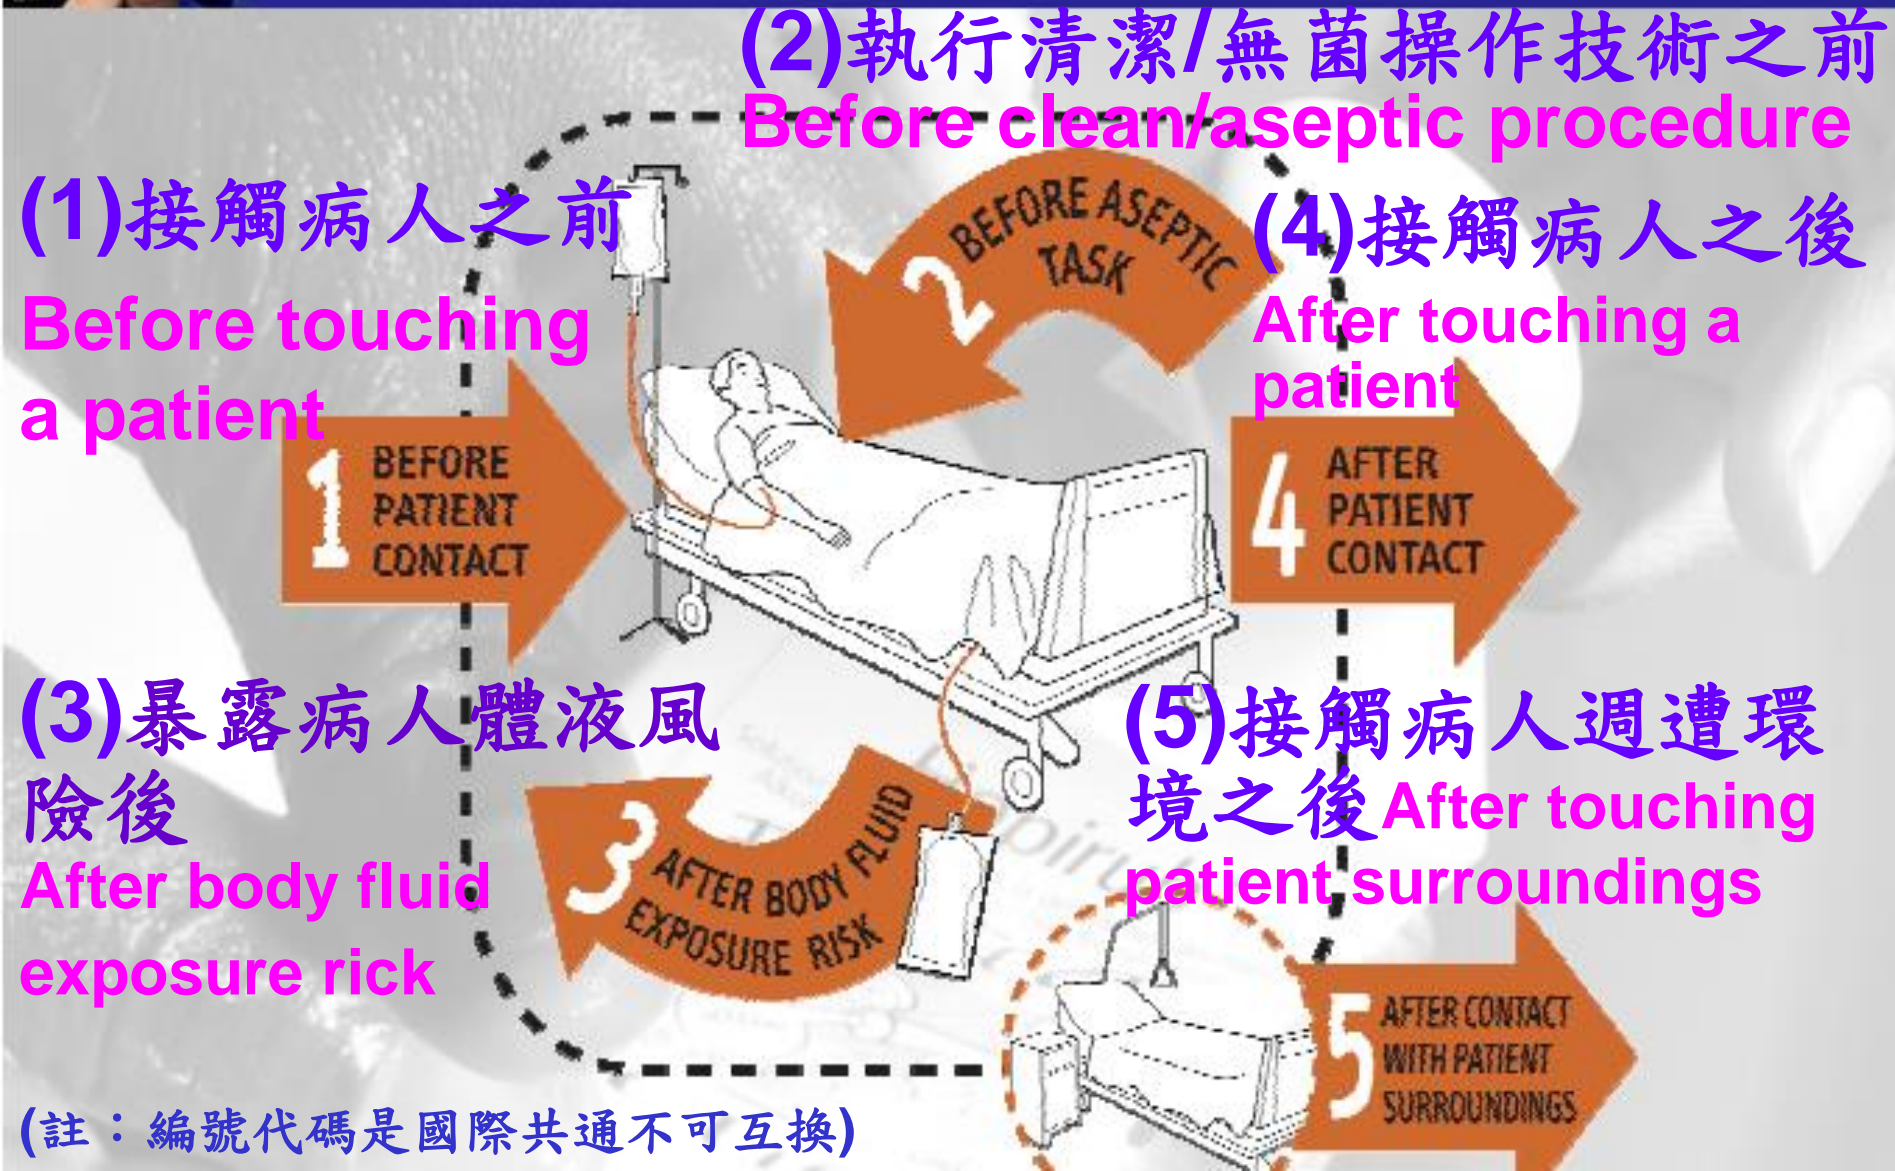 (2)執行清潔/無菌操作技術之前
Before clean/aseptic procedure
(1)接觸病人之前
Before touching
a patient
(4)接觸病人之後
After touching a
patient
2 BEFORE ASEPTIC
TASK
1 BEFORE
PATIENT
CONTACT
4 AFTER
PATIENT
CONTACT
(3)暴露病人體液風
險後
After body fluid
exposure rick
3 AFTER BODY FLUID
EXPOSURE RISK
(5)接觸病人週遭環
境之後After touching
patient surroundings
5 AFTER CONTACT
WITH PATIENT
SURROUNDINGS
(註：編號代碼是國際共通不可互換)